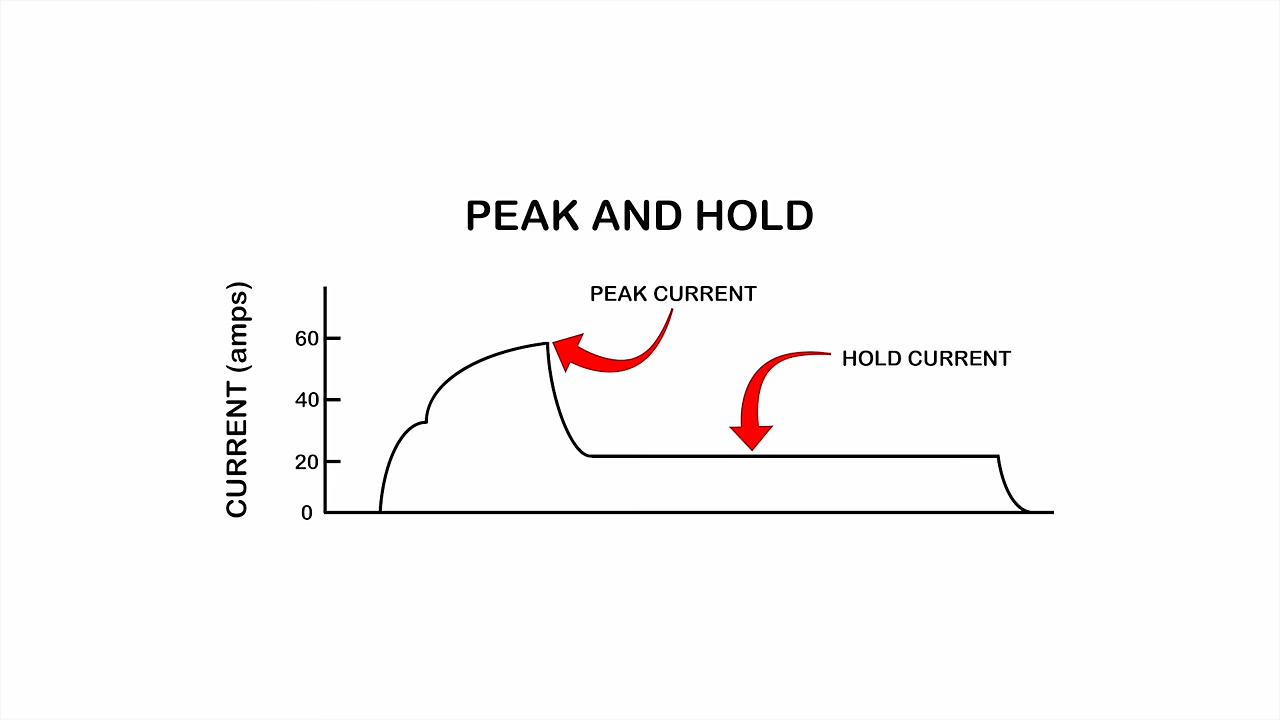 PEAK AND HOLD
PEAK CURRENT
HOLD CURRENT
CURRENT (amps)
60
40
20
0